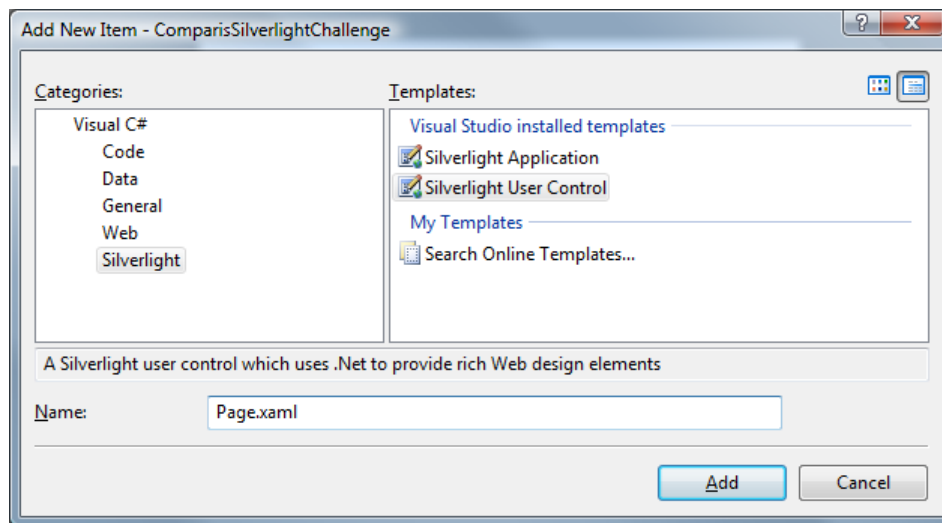 Add New Item - ComparisSilverlightChallenge
Categories:
Templates:
Visual C#
Code
Data
General
Web
Silverlight
Visual Studio installed templates
Silverlight Application
Silverlight User Control
My Templates
Search Online Templates...
A Silverlight user control which uses .Net to provide rich Web design elements
Name:
Page.xaml
Add
Cancel